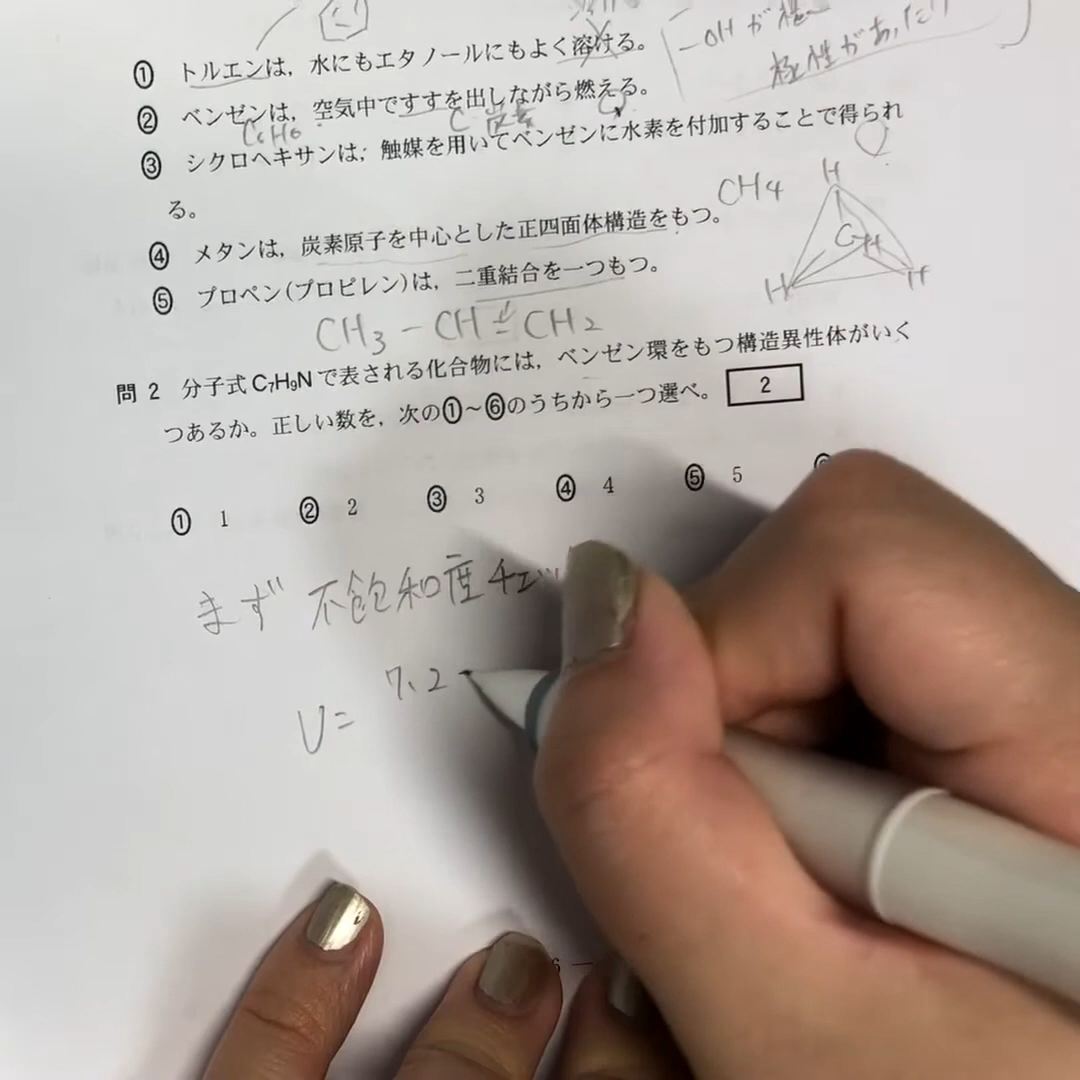 ① トルエンは，水にもエタノールにもよく溶ける。
-OHが
極性があ
② ベンゼンは，空気中ですすを出しながら燃える。
C₆H₆
C 炭素
③ シクロヘキサンは，触媒を用いてベンゼンに水素を付加することで得られ
る。
CH₄
④ メタンは，炭素原子を中心とした正四面体構造をもつ。
H
C H
H H
⑤ プロペン(プロピレン)は，二重結合を一つもつ。
CH₃-CH=CH₂
問 2 分子式 C₇H₉N で表される化合物には，ベンゼン環をもつ構造異性体がいく
つあるか。正しい数を，次の①～⑥のうちから一つ選べ。 2
① 1 ② 2 ③ 3 ④ 4 ⑤ 5
まず 不飽和度チェッ
7、2
U=
6 —